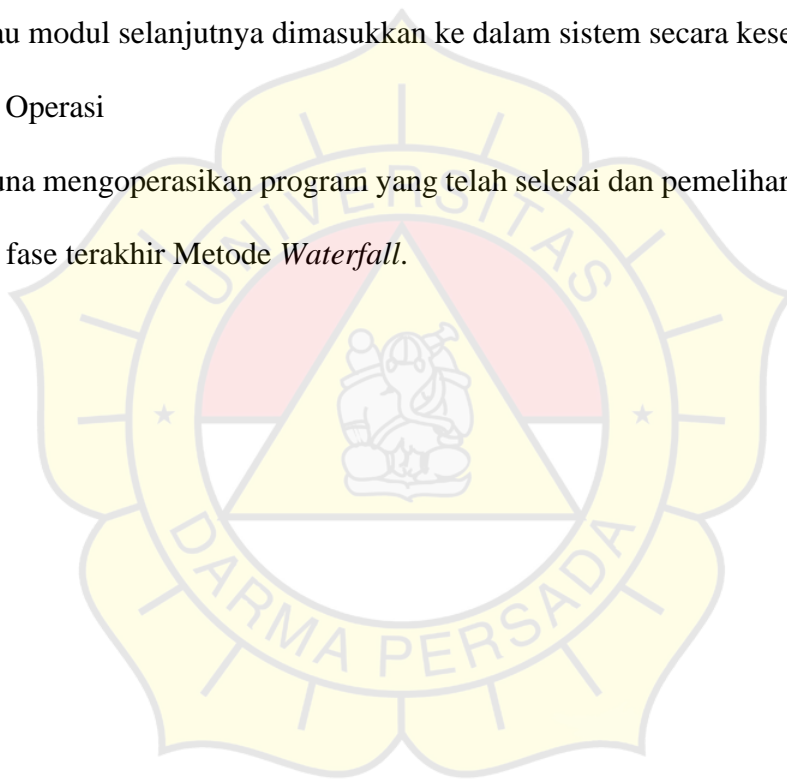 au modul selanjutnya dimasukkan ke dalam sistem secara kese
Operasi
una mengoperasikan program yang telah selesai dan pemelihar
fase terakhir Metode Waterfall.
UNIVERSITAS
DARMA PERSADA